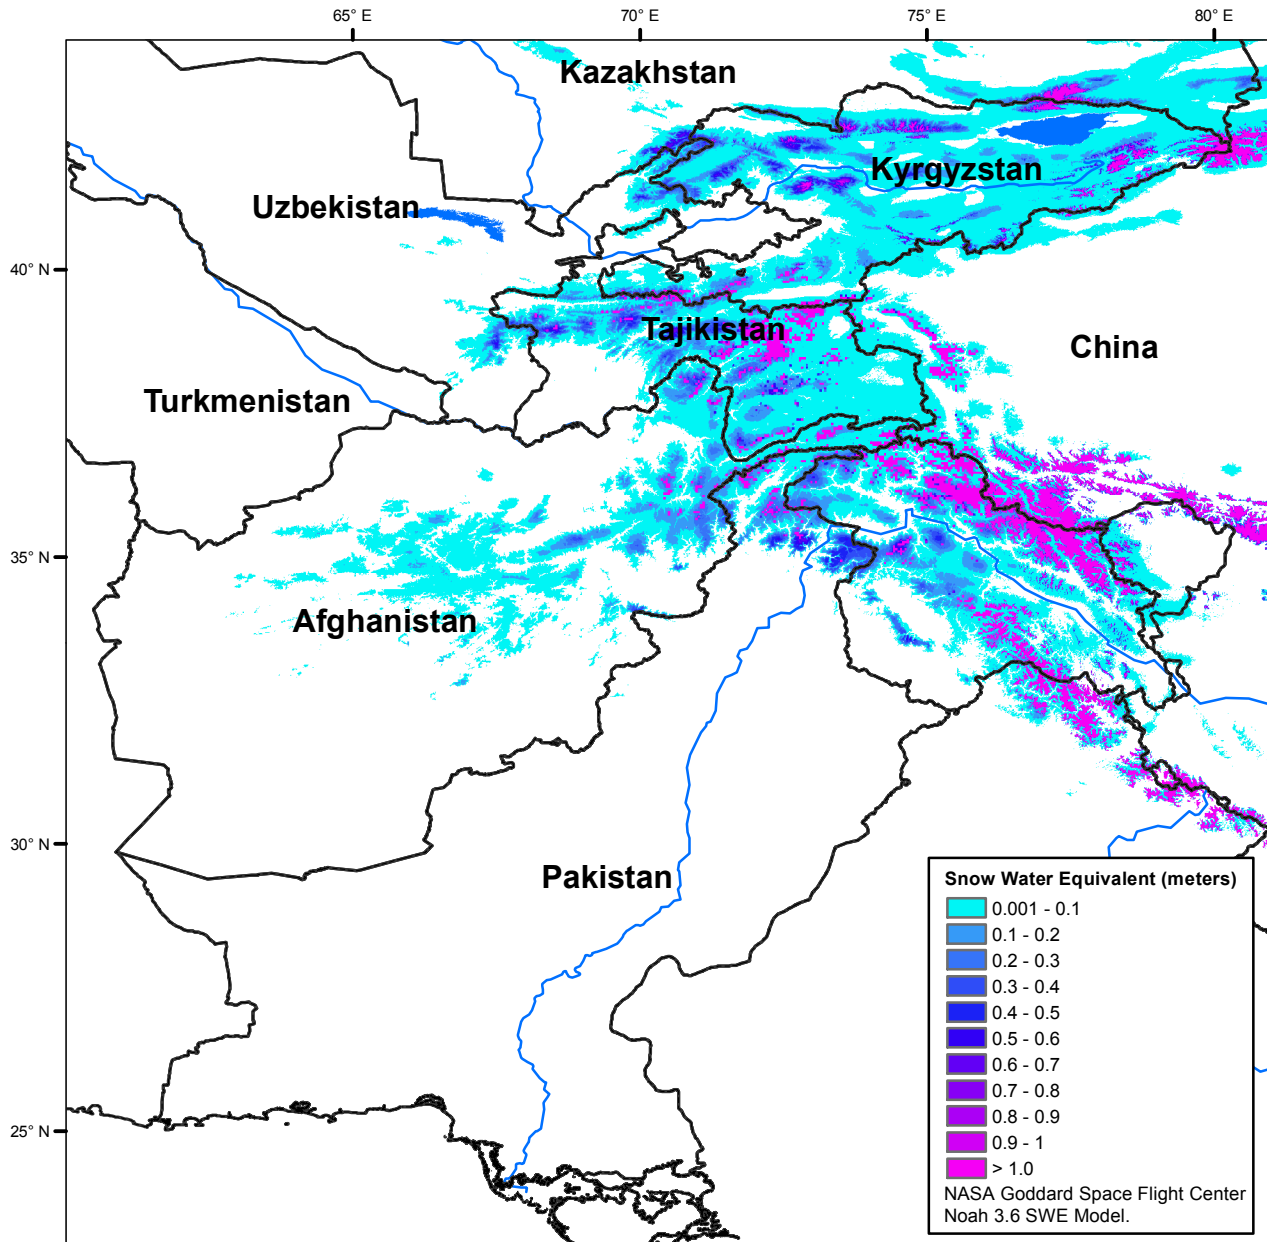 65° E
70° E
75° E
80° E
Kazakhstan
Kyrgyzstan
Uzbekistan
40° N
Tajikistan
China
Turkmenistan
35° N
Afghanistan
30° N
Pakistan
Snow Water Equivalent (meters)
0.001 - 0.1
0.1 - 0.2
0.2 - 0.3
0.3 - 0.4
0.4 - 0.5
0.5 - 0.6
0.6 - 0.7
0.7 - 0.8
0.8 - 0.9
0.9 - 1
> 1.0
NASA Goddard Space Flight Center
Noah 3.6 SWE Model.
25° N